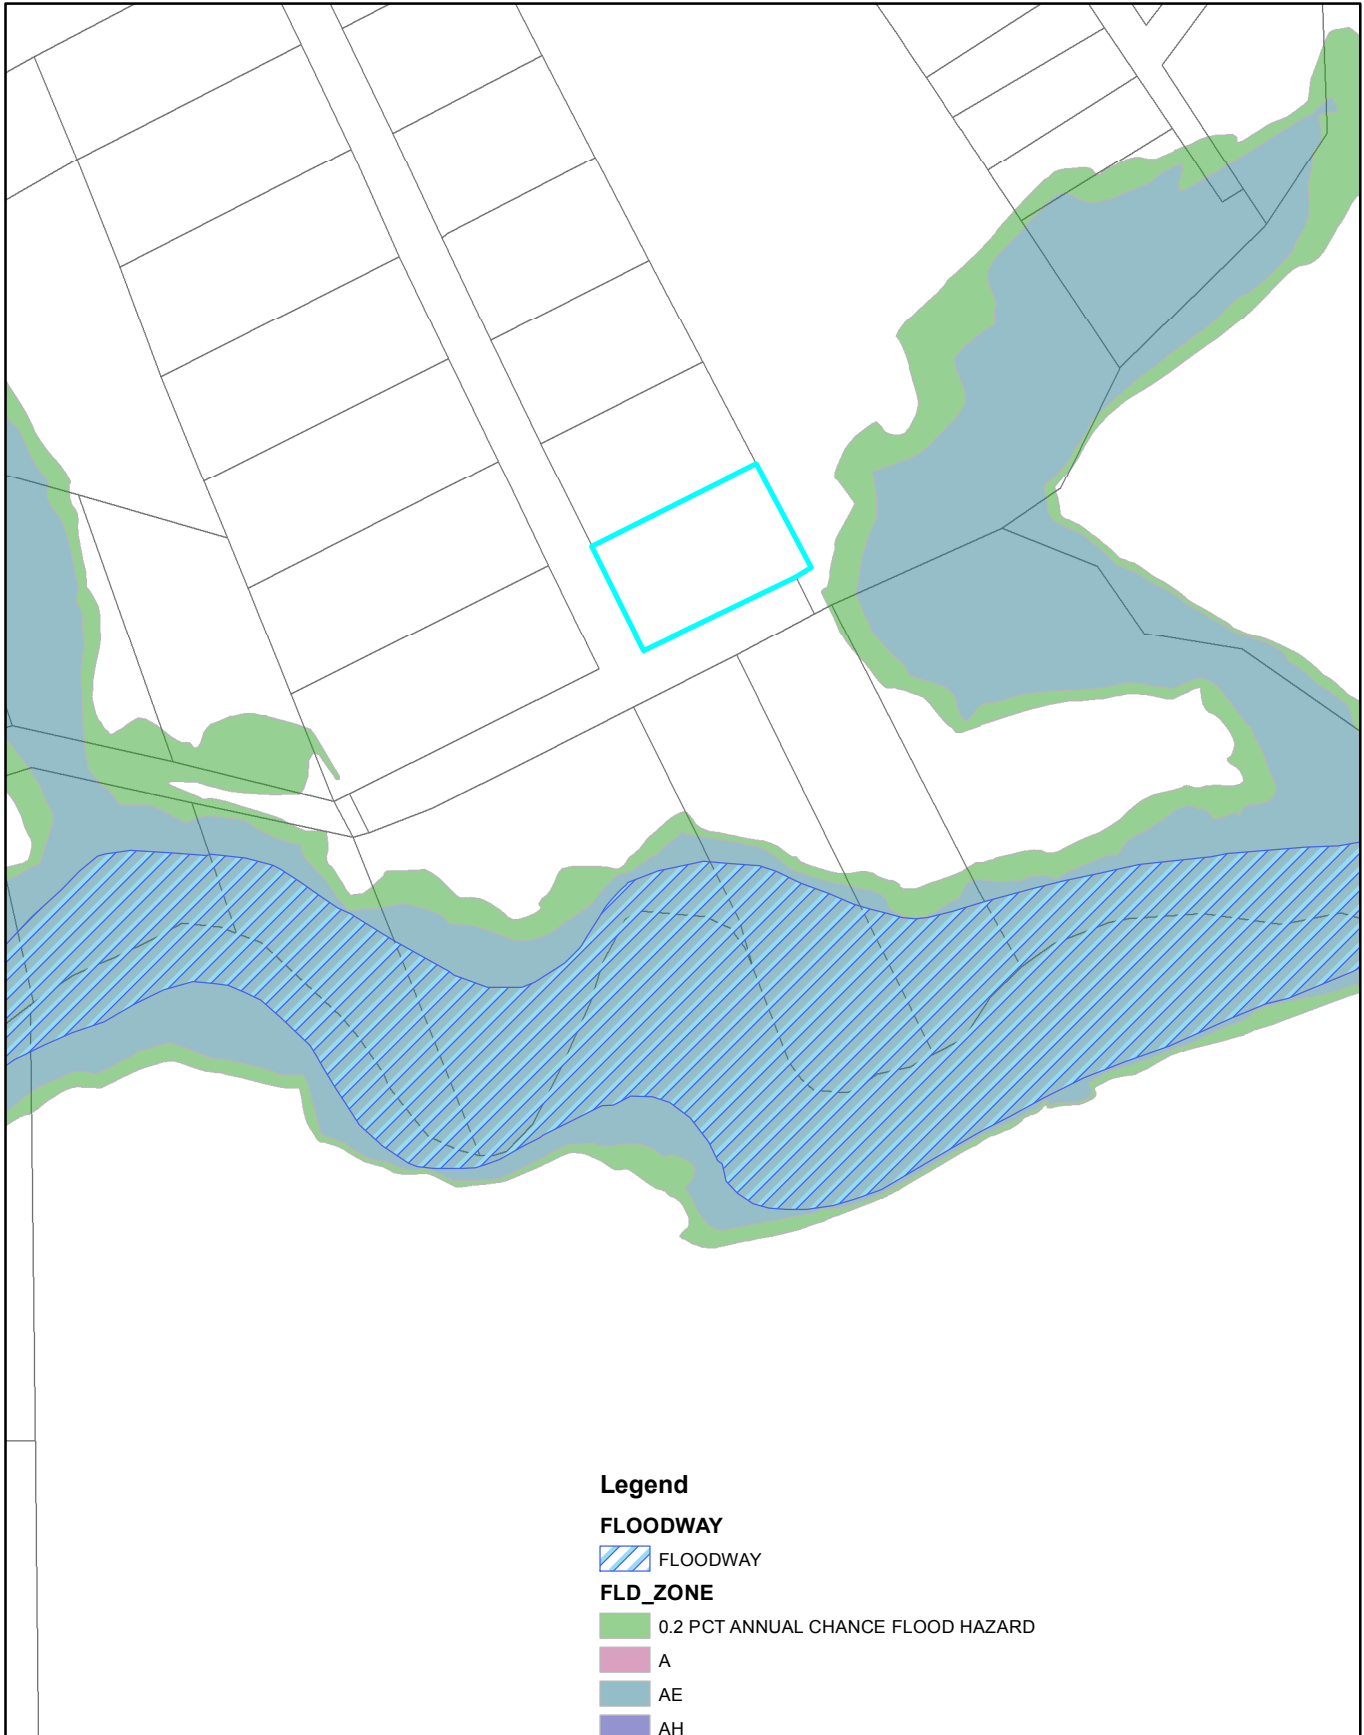 Legend
FLOODWAY
FLOODWAY
FLD_ZONE
0.2 PCT ANNUAL CHANCE FLOOD HAZARD
A
AE
AH